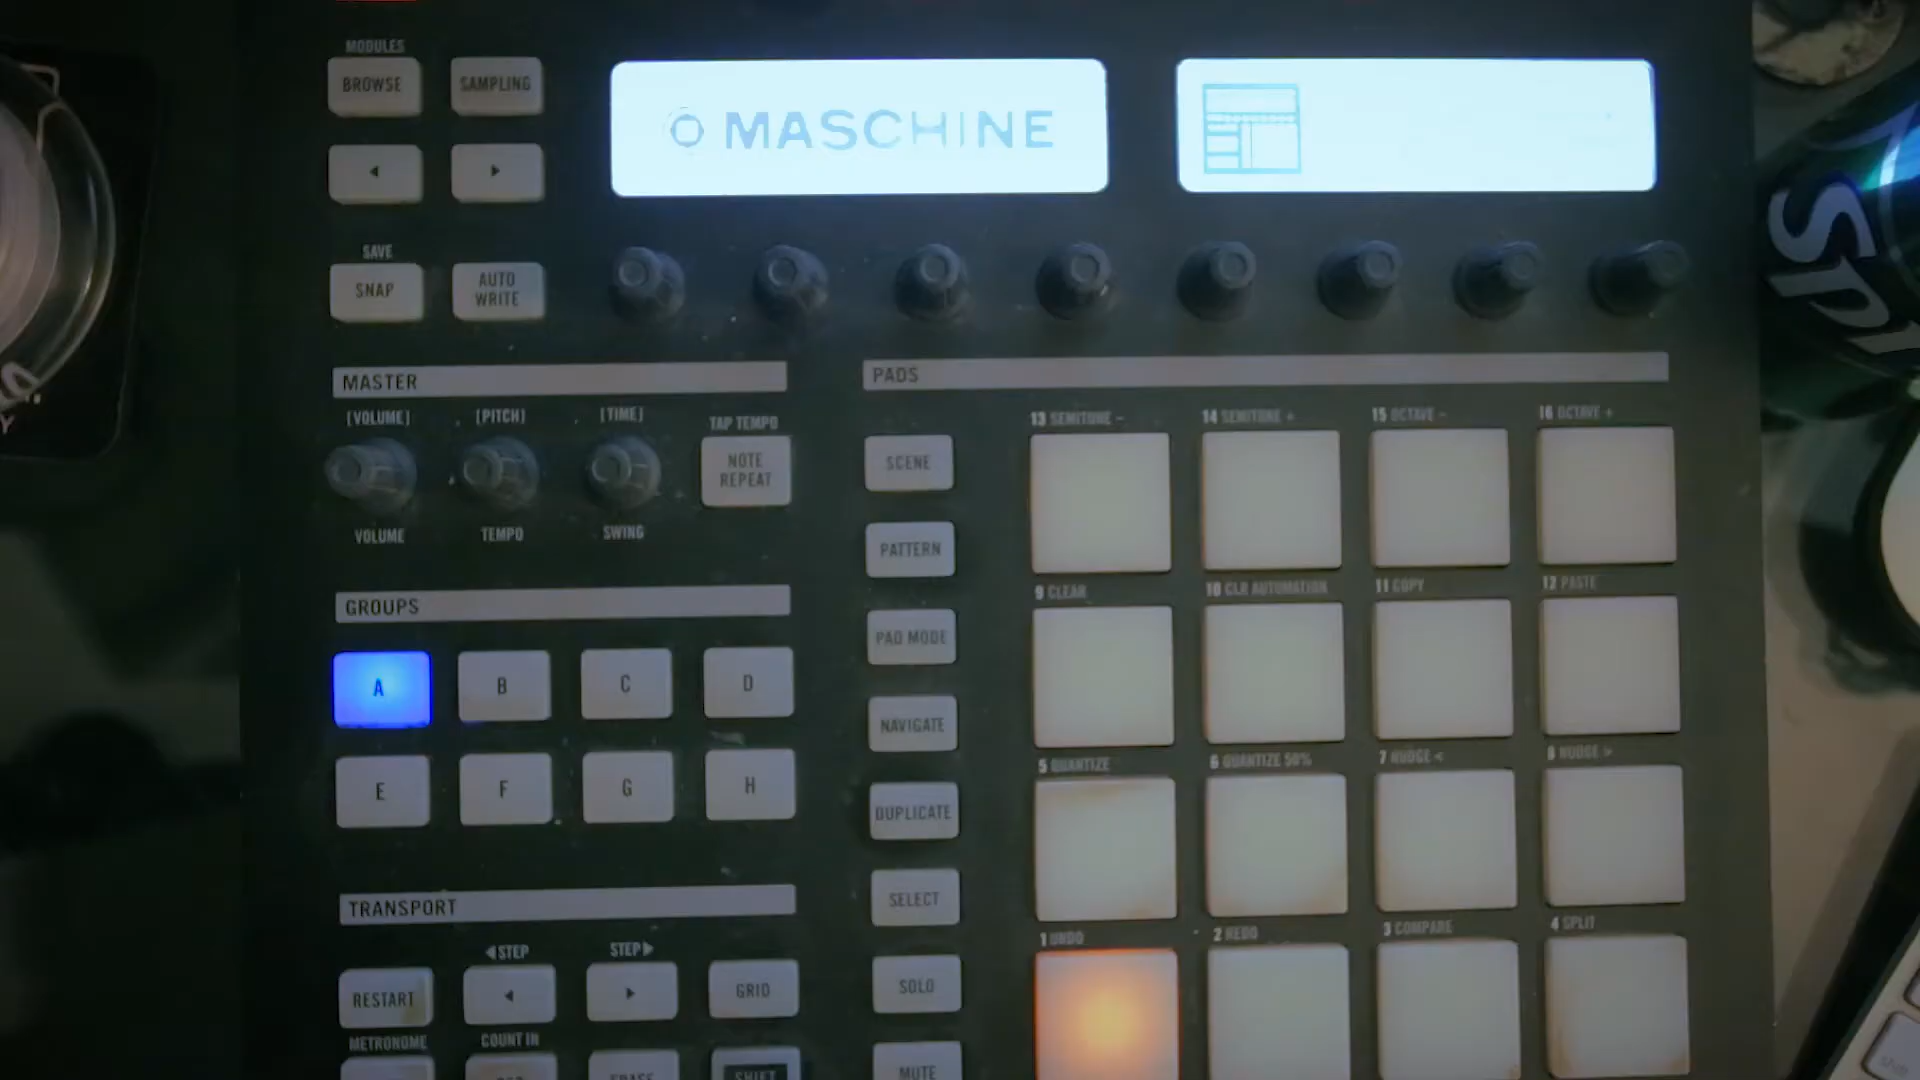 MODULES
BROWSE SAMPLING
MASCHINE
SAVE
SNAP AUTO WRITE
MASTER
[VOLUME] [PITCH] [TIME] TAP TEMPO
NOTE REPEAT
VOLUME TEMPO SWING
GROUPS
A B C D
E F G H
TRANSPORT
STEP STEP
RESTART GRID
METRONOME COUNT IN
ERASE SHIFT
PADS
SCENE
PATTERN
PAD MODE
NAVIGATE
DUPLICATE
SELECT
SOLO
MUTE
13 SEMITONE - 14 SEMITONE + 15 OCTAVE - 16 OCTAVE +
9 CLEAR 10 CLR AUTOMATION 11 COPY 12 PASTE
5 QUANTIZE 6 QUANTIZE 50% 7 NUDGE < 8 NUDGE >
1 UNDO 2 REDO 3 COMPARE 4 SPLIT
shift